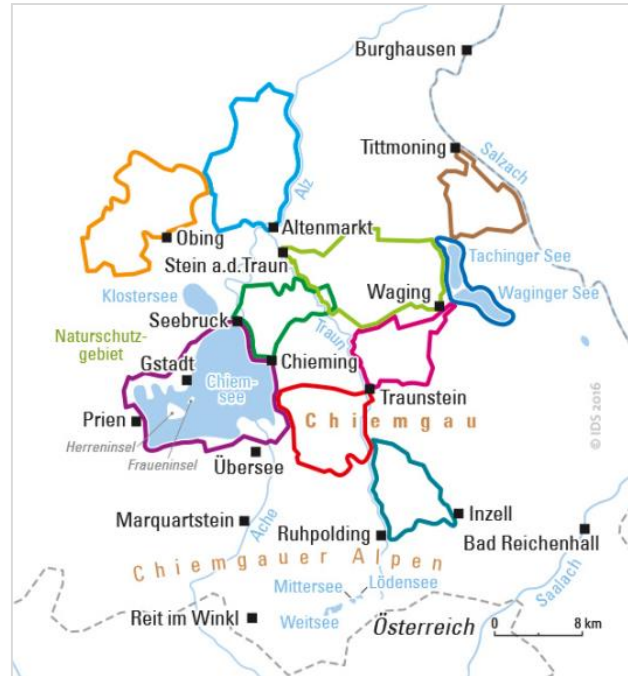 Burghausen
Tittmoning
Salzach
Alz
Altenmarkt
Obing
Stein a.d.Traun
Tachinger See
Klostersee
Waging
Waginger See
Seebruck
Traun
Naturschutz-
gebiet
Gstadt
Chiem-
see
Chieming
Traunstein
Prien
Chiemgau
Herreninsel
Fraueninsel
Übersee
© IDS 2016
Marquartstein
Ache
Ruhpolding
Inzell
Bad Reichenhall
Chiemgauer Alpen
Mittersee
Lödensee
Saalach
Reit im Winkl
Weitsee
Österreich
0
8 km